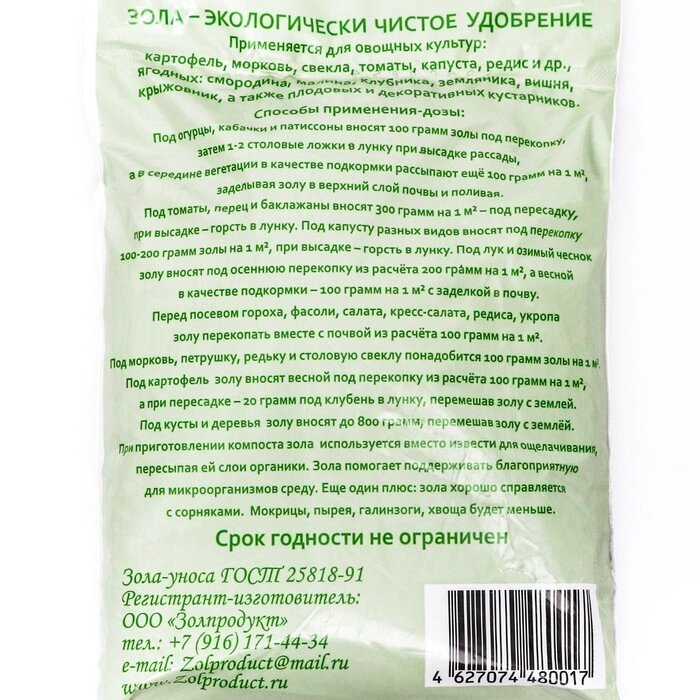 ЗОЛА – ЭКОЛОГИЧЕСКИ ЧИСТОЕ УДОБРЕНИЕ
Применяется для овощных культур:
картофель, морковь, свекла, томаты, капуста, редис и др.,
ягодных: смородина, малина, клубника, земляника, вишня,
крыжовник, а также плодовых и декоративных кустарников.
Способы применения-дозы:
Под огурцы, кабачки и патиссоны вносят 100 грамм золы под перекопку,
затем 1-2 столовые ложки в лунку при высадке рассады,
а в середине вегетации в качестве подкормки рассыпают ещё 100 грамм на 1 м²,
заделывая золу в верхний слой почвы и поливая.
Под томаты, перец и баклажаны вносят 300 грамм на 1 м² – под пересадку,
при высадке – горсть в лунку. Под капусту разных видов вносят под перекопку
100-200 грамм золы на 1 м², при высадке – горсть в лунку. Под лук и озимый чеснок
золу вносят под осеннюю перекопку из расчёта 200 грамм на 1 м², а весной
в качестве подкормки – 100 грамм на 1 м² с заделкой в почву.
Перед посевом гороха, фасоли, салата, кресс-салата, редиса, укропа
золу перекопать вместе с почвой из расчёта 100 грамм на 1 м².
Под морковь, петрушку, редьку и столовую свеклу понадобится 100 грамм золы на 1 м².
Под картофель золу вносят весной под перекопку из расчёта 100 грамм на 1 м²,
а при пересадке – 20 грамм под клубень в лунку, перемешав золу с землей.
Под кусты и деревья золу вносят до 800 грамм, перемешав золу с землёй.
При приготовлении компоста зола используется вместо извести для ощелачивания,
пересыпая ей слои органики. Зола помогает поддерживать благоприятную
для микроорганизмов среду. Еще один плюс: зола хорошо справляется
с сорняками. Мокрицы, пырея, галинзоги, хвоща будет меньше.
Срок годности не ограничен
Зола-уноса ГОСТ 25818-91
Регистрант-изготовитель:
ООО «Золпродукт»
тел.: +7 (916) 171-44-34
e-mail: Zolproduct@mail.ru
Zolproduct.ru
4 627074 480017